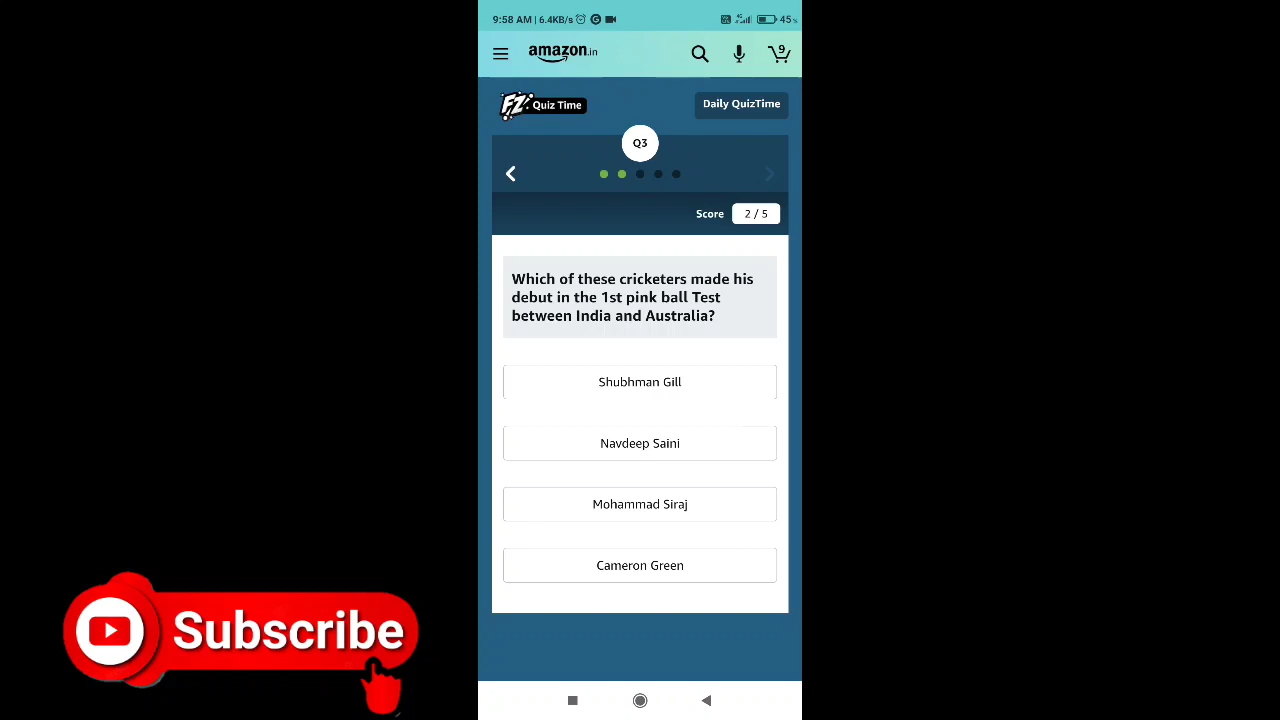 9:58 AM | 6.4KB/s
45%
amazon.in
9
FZ Quiz Time
Daily QuizTime
Q3
Score 2 / 5
Which of these cricketers made his
debut in the 1st pink ball Test
between India and Australia?
Shubhman Gill
Navdeep Saini
Mohammad Siraj
Cameron Green
Subscribe